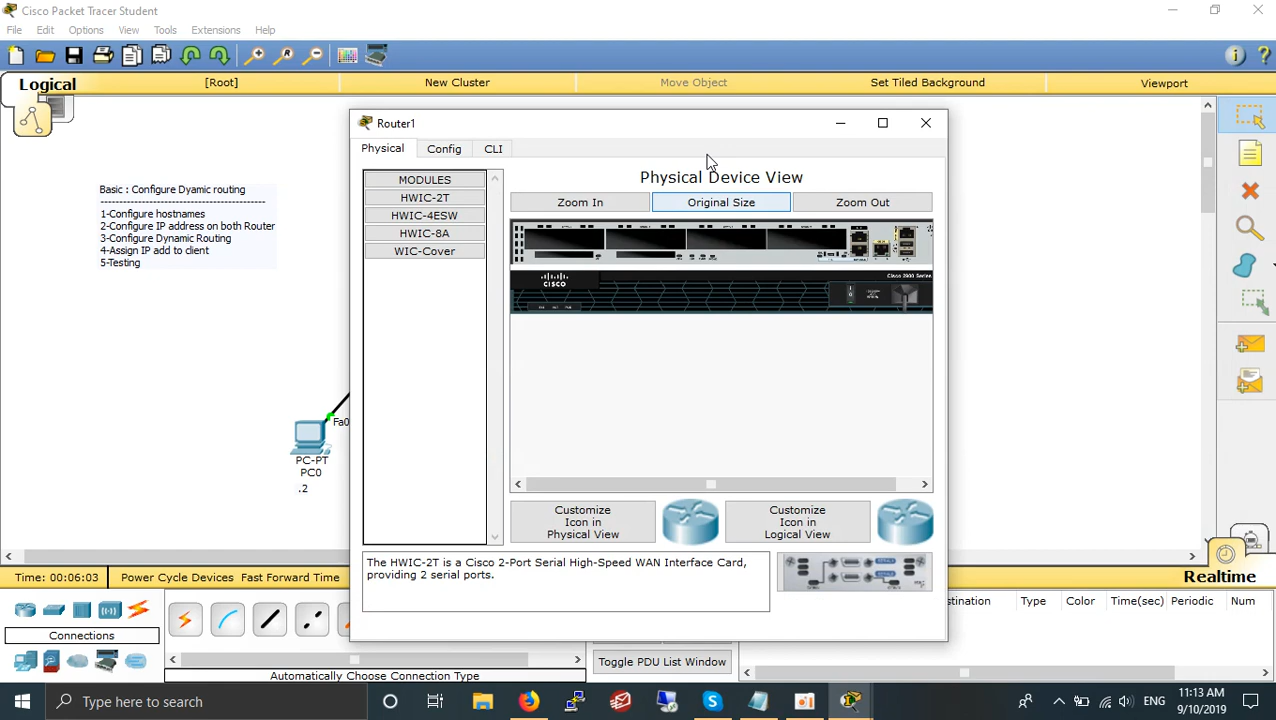 Cisco Packet Tracer Student
File Edit Options View Tools Extensions Help
Logical [Root] New Cluster Move Object Set Tiled Background Viewport
Basic : Configure Dyamic routing
1-Configure hostnames
2-Configure IP address on both Router
3-Configure Dynamic Routing
4-Assign IP add to client
5-Testing
Fa0
PC-PT
PC0
.2
Router1
Physical Config CLI
MODULES
HWIC-2T
HWIC-4ESW
HWIC-8A
WIC-Cover
Physical Device View
Zoom In Original Size Zoom Out
CISCO
Cisco 2900 Series
Customize
Icon in
Physical View
Customize
Icon in
Logical View
The HWIC-2T is a Cisco 2-Port Serial High-Speed WAN Interface Card,
providing 2 serial ports.
Time: 00:06:03 Power Cycle Devices Fast Forward Time
Realtime
Connections
Automatically Choose Connection Type
Toggle PDU List Window
stination Type Color Time(sec) Periodic Num
Type here to search
ENG
11:13 AM
9/10/2019